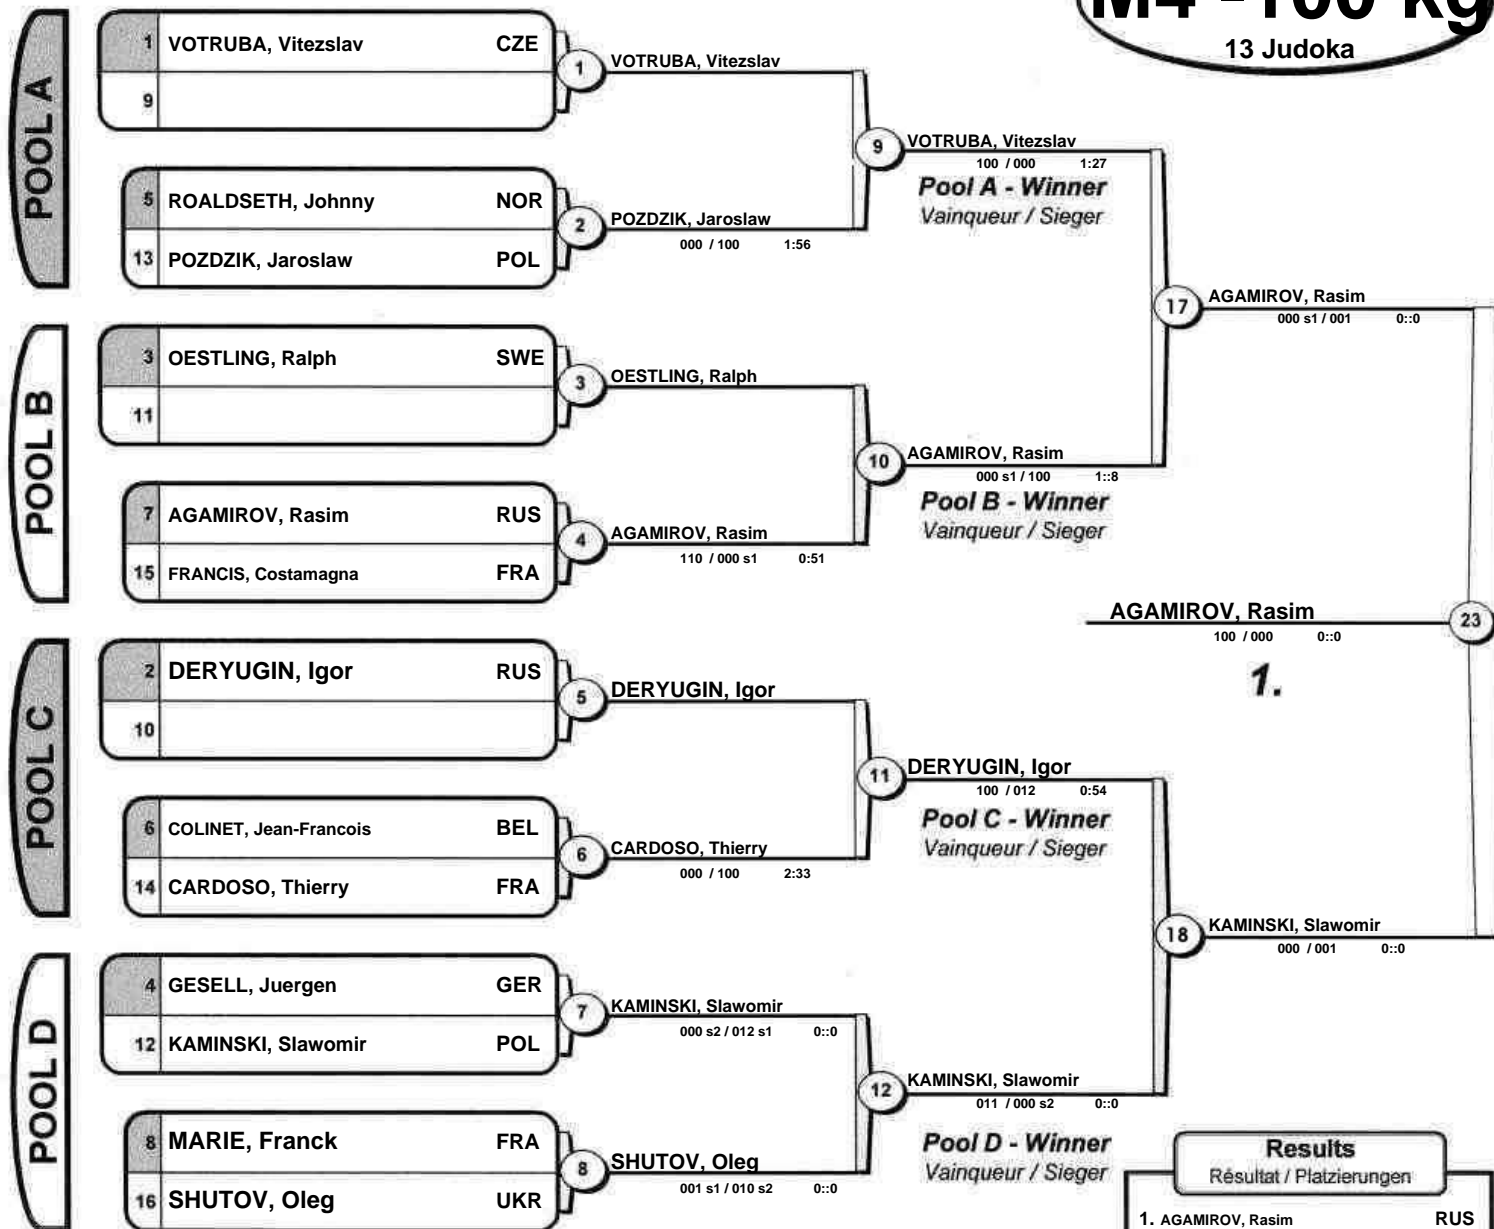 M4 -100 kg
13 Judoka
POOL A
1 VOTRUBA, Vitezslav CZE
9
5 ROALDSETH, Johnny NOR
13 POZDZIK, Jaroslaw POL
1 VOTRUBA, Vitezslav
2 POZDZIK, Jaroslaw
000 / 100 1:56
9 VOTRUBA, Vitezslav
100 / 000 1:27
Pool A - Winner
Vainqueur / Sieger
POOL B
3 OESTLING, Ralph SWE
11
7 AGAMIROV, Rasim RUS
15 FRANCIS, Costamagna FRA
3 OESTLING, Ralph
4 AGAMIROV, Rasim
110 / 000 s1 0:51
10 AGAMIROV, Rasim
000 s1 / 100 1::8
Pool B - Winner
Vainqueur / Sieger
17 AGAMIROV, Rasim
000 s1 / 001 0::0
POOL C
2 DERYUGIN, Igor RUS
10
6 COLINET, Jean-Francois BEL
14 CARDOSO, Thierry FRA
5 DERYUGIN, Igor
6 CARDOSO, Thierry
000 / 100 2:33
11 DERYUGIN, Igor
100 / 012 0:54
Pool C - Winner
Vainqueur / Sieger
POOL D
4 GESELL, Juergen GER
12 KAMINSKI, Slawomir POL
8 MARIE, Franck FRA
16 SHUTOV, Oleg UKR
7 KAMINSKI, Slawomir
000 s2 / 012 s1 0::0
8 SHUTOV, Oleg
001 s1 / 010 s2 0::0
12 KAMINSKI, Slawomir
011 / 000 s2 0::0
Pool D - Winner
Vainqueur / Sieger
18 KAMINSKI, Slawomir
000 / 001 0::0
AGAMIROV, Rasim 23
100 / 000 0::0
1.
Results
Résultat / Platzierungen
1. AGAMIROV, Rasim RUS